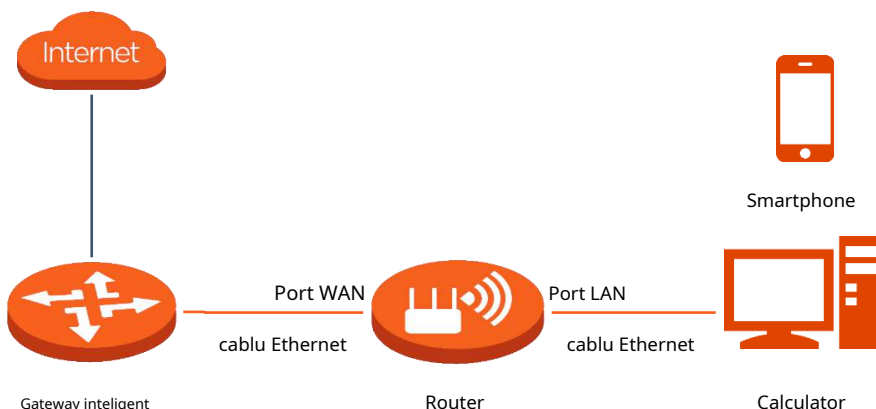 Internet
Smartphone
Port WAN
Port LAN
cablu Ethernet
cablu Ethernet
Gateway inteligent
Router
Calculator